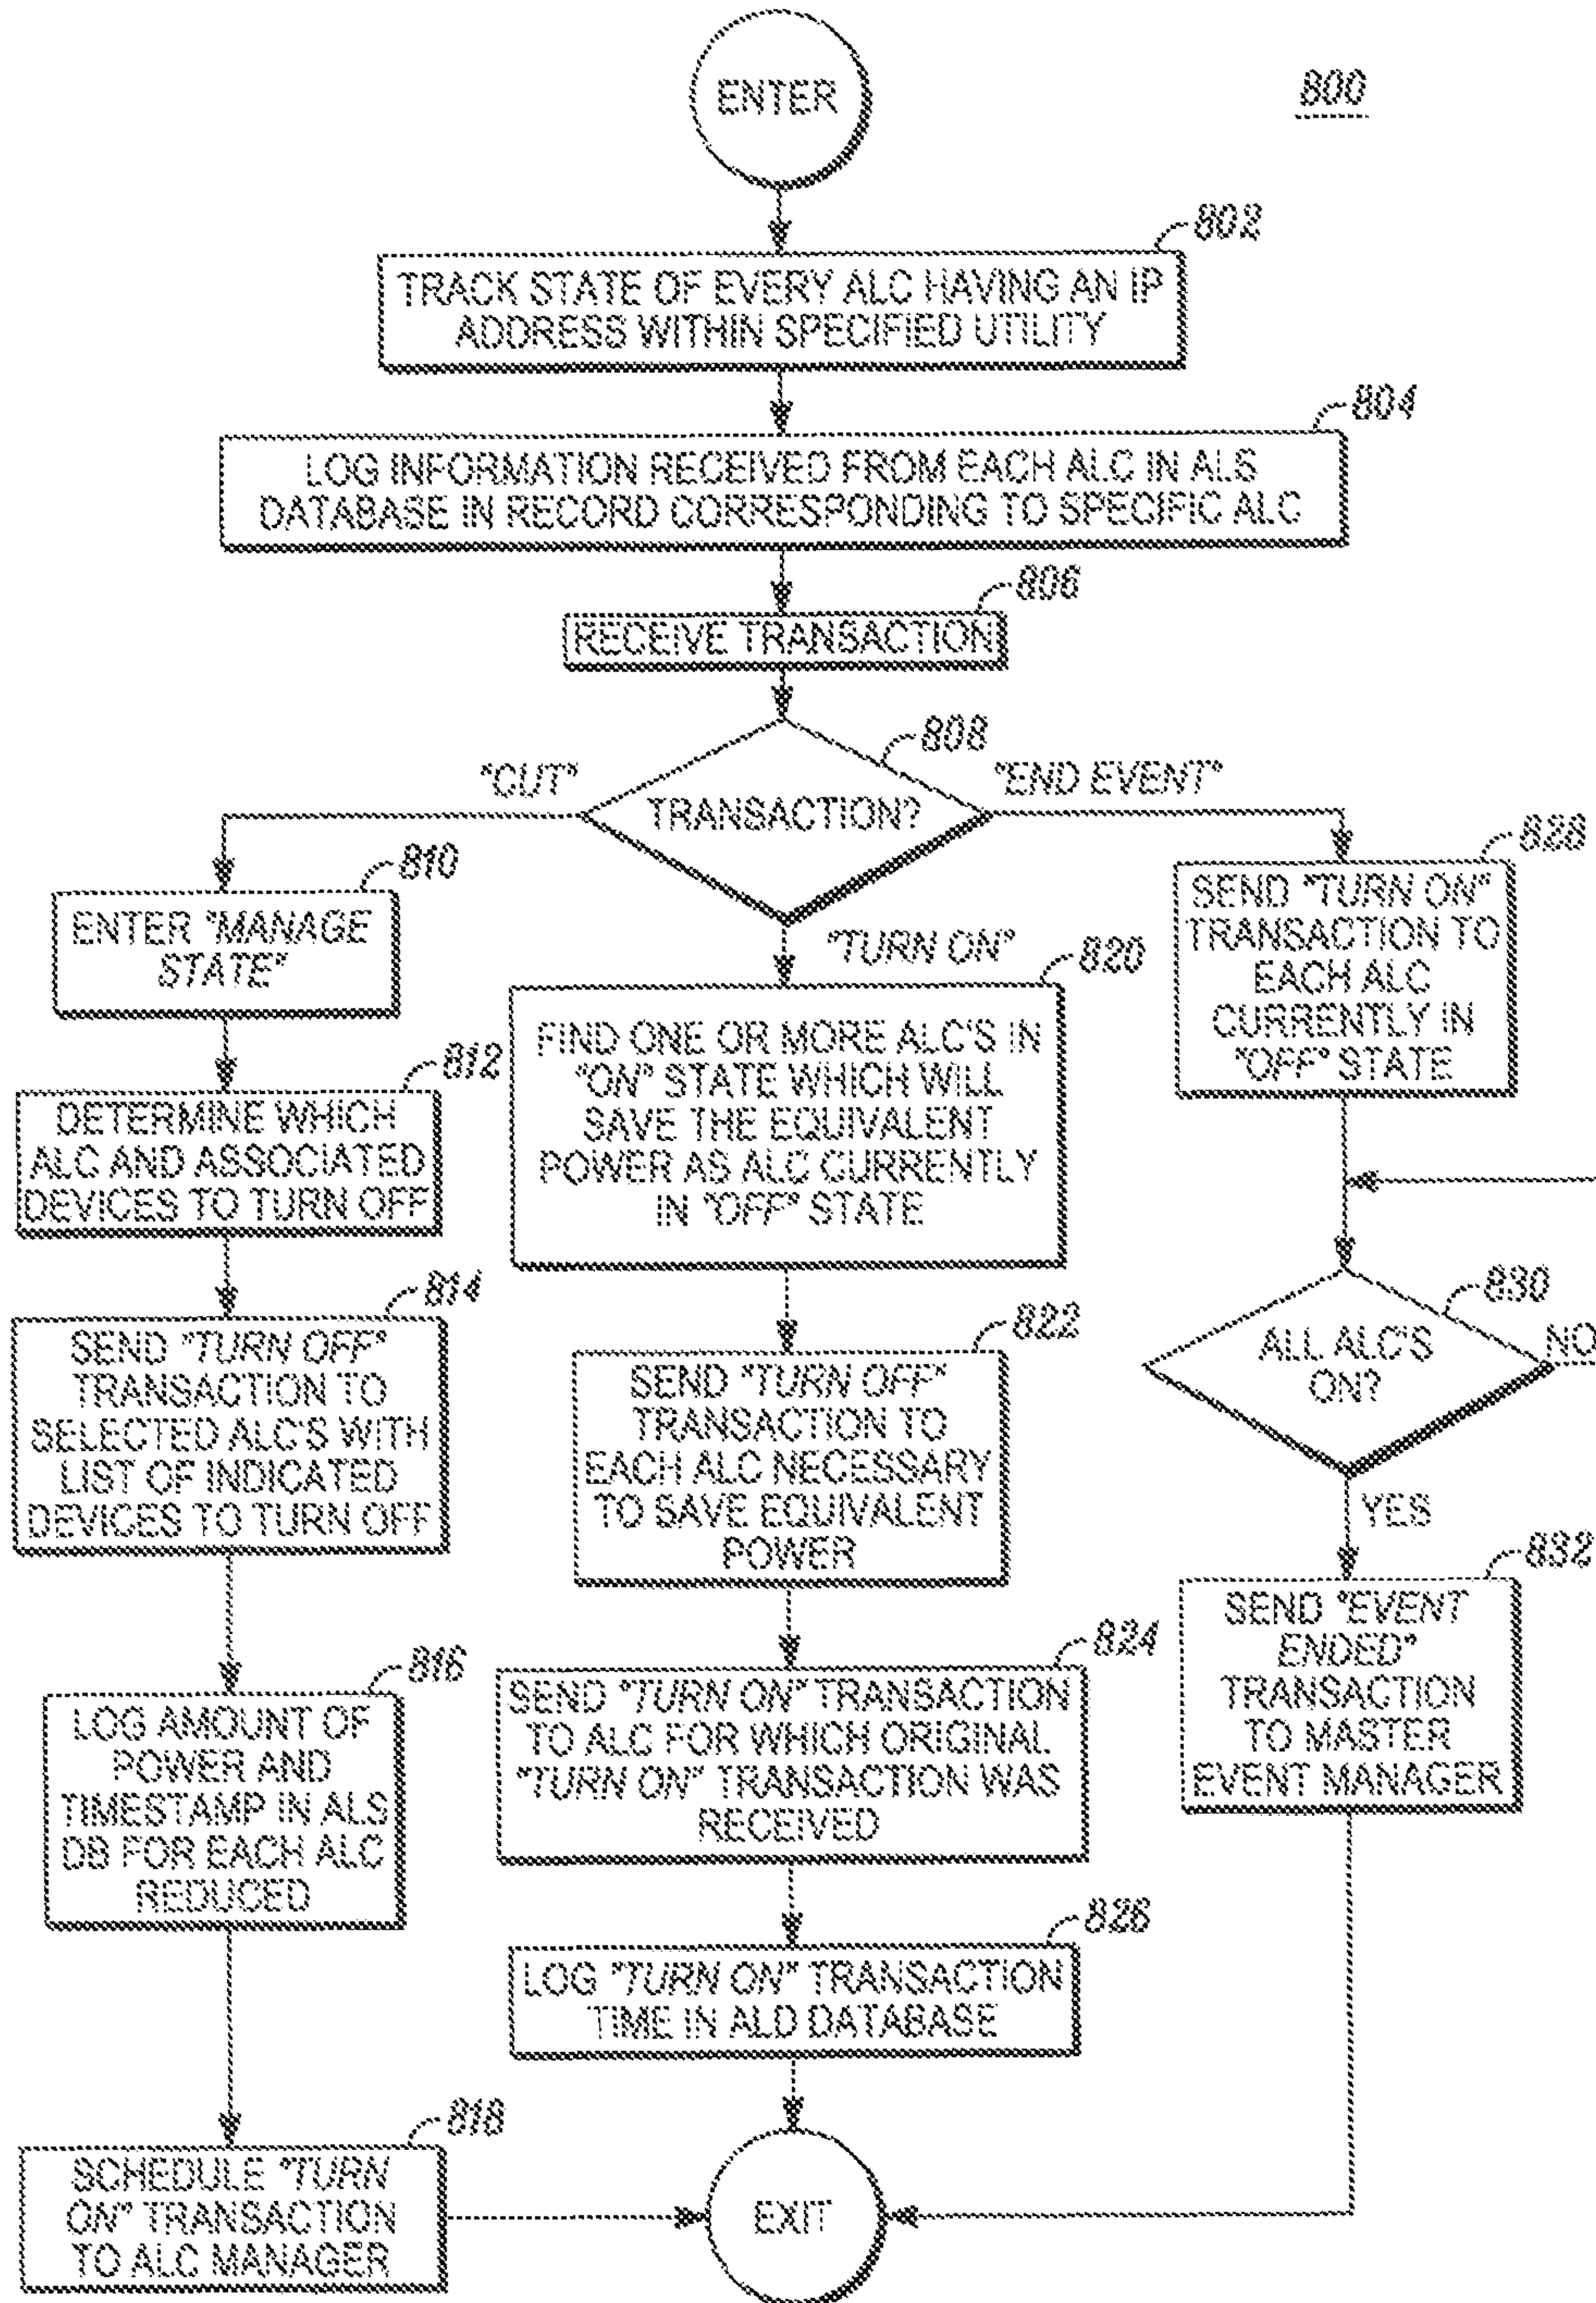 ENTER
800
802
TRACK STATE OF EVERY ALC HAVING AN IP
ADDRESS WITHIN SPECIFIED UTILITY
804
LOG INFORMATION RECEIVED FROM EACH ALC IN ALS
DATABASE IN RECORD CORRESPONDING TO SPECIFIC ALC
806
RECEIVE TRANSACTION
808
TRANSACTION?
"CUT"
810
ENTER "MANAGE
STATE"
812
DETERMINE WHICH
ALC AND ASSOCIATED
DEVICES TO TURN OFF
814
SEND "TURN OFF"
TRANSACTION TO
SELECTED ALC'S WITH
LIST OF INDICATED
DEVICES TO TURN OFF
816
LOG AMOUNT OF
POWER AND
TIMESTAMP IN ALS
DB FOR EACH ALC
REDUCED
818
SCHEDULE "TURN
ON" TRANSACTION
TO ALC MANAGER
"TURN ON"
820
FIND ONE OR MORE ALC'S IN
"ON" STATE WHICH WILL
SAVE THE EQUIVALENT
POWER AS ALC CURRENTLY
IN "OFF" STATE
822
SEND "TURN OFF"
TRANSACTION TO
EACH ALC NECESSARY
TO SAVE EQUIVALENT
POWER
824
SEND "TURN ON" TRANSACTION
TO ALC FOR WHICH ORIGINAL
"TURN ON" TRANSACTION WAS
RECEIVED
826
LOG "TURN ON" TRANSACTION
TIME IN ALD DATABASE
"END EVENT"
828
SEND "TURN ON"
TRANSACTION TO
EACH ALC
CURRENTLY IN
"OFF" STATE
830
ALL ALC'S
ON?
NO
YES
832
SEND "EVENT
ENDED"
TRANSACTION
TO MASTER
EVENT MANAGER
EXIT